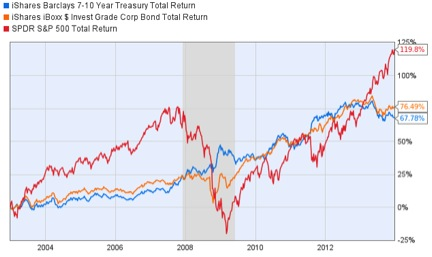 iShares Barclays 7-10 Year Treasury Total Return
iShares iBoxx $ Invest Grade Corp Bond Total Return
SPDR S&P 500 Total Return
125%
119.8%
100%
76.49%
67.78%
50%
25%
0%
-25%
2004 2006 2008 2010 2012